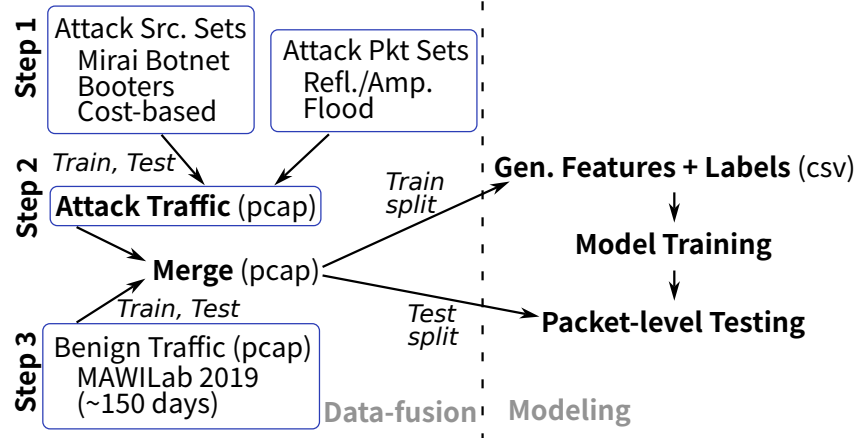 Step 1
Attack Src. Sets
Mirai Botnet
Booters
Cost-based
Attack Pkt Sets
Refl./Amp.
Flood
Step 2
Train, Test
Attack Traffic (pcap)
Merge (pcap)
Train, Test
Step 3
Benign Traffic (pcap)
MAWILab 2019
(~150 days)
Data-fusion
Train
split
Test
split
Gen. Features + Labels (csv)
Model Training
Packet-level Testing
Modeling